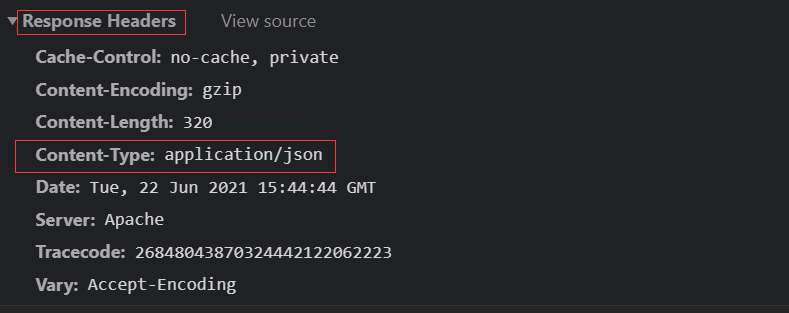 Response Headers View source
Cache-Control: no-cache, private
Content-Encoding: gzip
Content-Length: 320
Content-Type: application/json
Date: Tue, 22 Jun 2021 15:44:44 GMT
Server: Apache
Tracecode: 26848043870324442122062223
Vary: Accept-Encoding